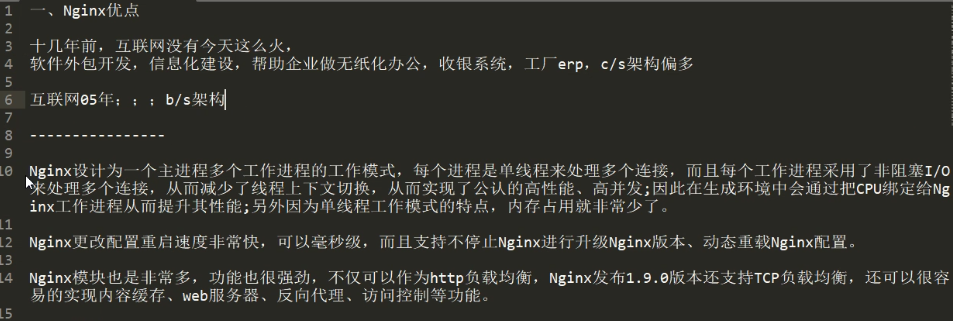 1 一、Nginx优点
2
3 十几年前，互联网没有今天这么火，
4 软件外包开发，信息化建设，帮助企业做无纸化办公，收银系统，工厂erp，c/s架构偏多
5
6 互联网05年；；；b/s架构
7
8 ----------------
9
10 Nginx设计为一个主进程多个工作进程的工作模式，每个进程是单线程来处理多个连接，而且每个工作进程采用了非阻塞I/O
来处理多个连接，从而减少了线程上下文切换，从而实现了公认的高性能、高并发;因此在生成环境中会通过把CPU绑定给Ng
inx工作进程从而提升其性能;另外因为单线程工作模式的特点，内存占用就非常少了。
11
12 Nginx更改配置重启速度非常快，可以毫秒级，而且支持不停止Nginx进行升级Nginx版本、动态重载Nginx配置。
13
14 Nginx模块也是非常多，功能也很强劲，不仅可以作为http负载均衡，Nginx发布1.9.0版本还支持TCP负载均衡，还可以很容
易的实现内容缓存、web服务器、反向代理、访问控制等功能。
15